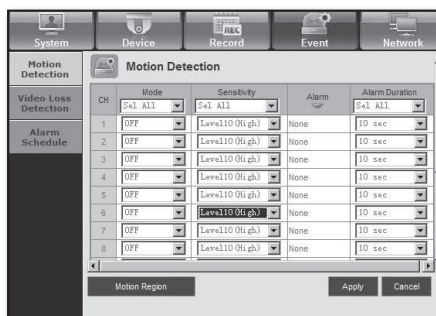 System Device Record Event Network
REC
Motion Detection
Video Loss Detection
Alarm Schedule
Motion Detection
CH Mode Sensitivity Alarm Alarm Duration
Sel All Sel All Sel All
1 OFF Level10(High) None 10 sec
2 OFF Level10(High) None 10 sec
3 OFF Level10(High) None 10 sec
4 OFF Level10(High) None 10 sec
5 OFF Level10(High) None 10 sec
6 OFF Level10(High) None 10 sec
7 OFF Level10(High) None 10 sec
8 OFF Level10(High) None 10 sec
Motion Region Apply Cancel